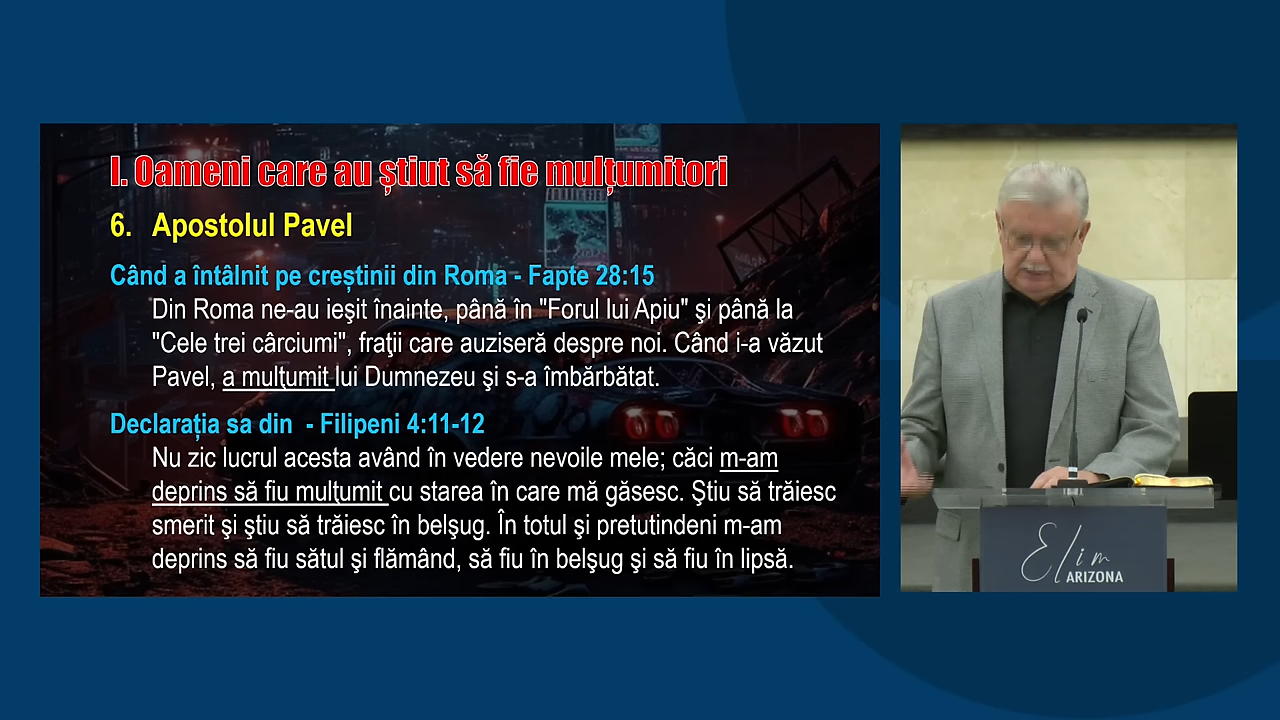 I. Oameni care au știut să fie mulțumitori
6. Apostolul Pavel
Când a întâlnit pe creștinii din Roma - Fapte 28:15
Din Roma ne-au ieşit înainte, până în "Forul lui Apiu" şi până la
"Cele trei cârciumi", fraţii care auziseră despre noi. Când i-a văzut
Pavel, a mulţumit lui Dumnezeu şi s-a îmbărbătat.
Declarația sa din - Filipeni 4:11-12
Nu zic lucrul acesta având în vedere nevoile mele; căci m-am
deprins să fiu mulţumit cu starea în care mă găsesc. Ştiu să trăiesc
smerit şi ştiu să trăiesc în belşug. În totul şi pretutindeni m-am
deprins să fiu sătul şi flămând, să fiu în belşug şi să fiu în lipsă.
Elim
ARIZONA